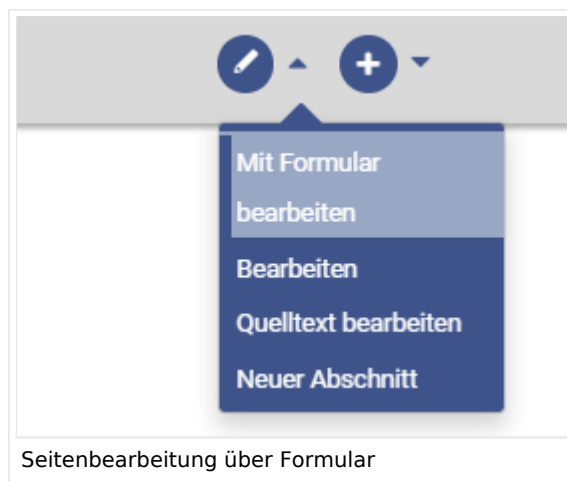 Mit Formular
bearbeiten
Bearbeiten
Quelltext bearbeiten
Neuer Abschnitt
Seitenbearbeitung über Formular